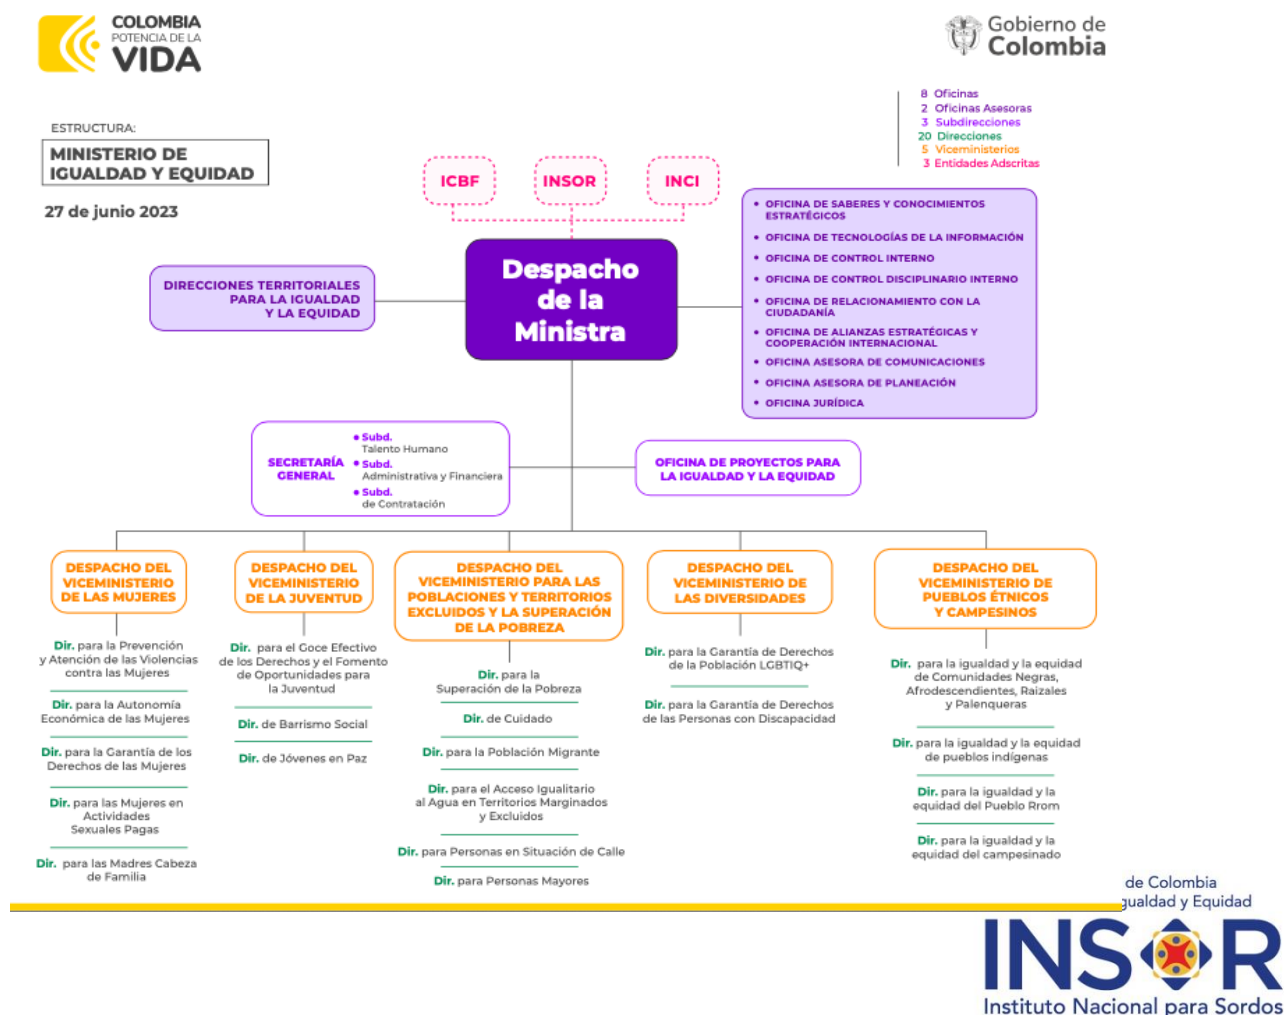 COLOMBIA
POTENCIA DE LA
VIDA
Gobierno de
Colombia
8 Oficinas
2 Oficinas Asesoras
3 Subdirecciones
20 Direcciones
5 Viceministerios
3 Entidades Adscritas
ESTRUCTURA:
MINISTERIO DE
IGUALDAD Y EQUIDAD
27 de junio 2023
ICBF
INSOR
INCI
Despacho
de la
Ministra
DIRECCIONES TERRITORIALES
PARA LA IGUALDAD
Y LA EQUIDAD
• OFICINA DE SABERES Y CONOCIMIENTOS
ESTRATÉGICOS
• OFICINA DE TECNOLOGÍAS DE LA INFORMACIÓN
• OFICINA DE CONTROL INTERNO
• OFICINA DE CONTROL DISCIPLINARIO INTERNO
• OFICINA DE RELACIONAMIENTO CON LA
CIUDADANÍA
• OFICINA DE ALIANZAS ESTRATÉGICAS Y
COOPERACIÓN INTERNACIONAL
• OFICINA ASESORA DE COMUNICACIONES
• OFICINA ASESORA DE PLANEACIÓN
• OFICINA JURÍDICA
SECRETARÍA
GENERAL
• Subd.
Talento Humano
• Subd.
Administrativa y Financiera
• Subd.
de Contratación
OFICINA DE PROYECTOS PARA
LA IGUALDAD Y LA EQUIDAD
DESPACHO DEL
VICEMINISTERIO
DE LAS MUJERES
Dir. para la Prevención
y Atención de las Violencias
contra las Mujeres
Dir. para la Autonomía
Económica de las Mujeres
Dir. para la Garantía de los
Derechos de las Mujeres
Dir. para las Mujeres en
Actividades
Sexuales Pagas
Dir. para las Madres Cabeza
de Familia
DESPACHO DEL
VICEMINISTERIO
DE LA JUVENTUD
Dir. para el Goce Efectivo
de los Derechos y el Fomento
de Oportunidades para
la Juventud
Dir. de Barrismo Social
Dir. de Jóvenes en Paz
DESPACHO DEL
VICEMINISTERIO PARA LAS
POBLACIONES Y TERRITORIOS
EXCLUIDOS Y LA SUPERACIÓN
DE LA POBREZA
Dir. para la
Superación de la Pobreza
Dir. de Cuidado
Dir. para la Población Migrante
Dir. para el Acceso Igualitario
al Agua en Territorios Marginados
y Excluidos
Dir. para Personas en Situación de Calle
Dir. para Personas Mayores
DESPACHO DEL
VICEMINISTERIO DE
LAS DIVERSIDADES
Dir. para la Garantía de Derechos
de la Población LGBTIQ+
Dir. para la Garantía de Derechos
de las Personas con Discapacidad
DESPACHO DEL
VICEMINISTERIO DE
PUEBLOS ÉTNICOS
Y CAMPESINOS
Dir. para la igualdad y la equidad
de Comunidades Negras,
Afrodescendientes, Raizales
y Palenqueras
Dir. para la igualdad y la equidad
de pueblos indígenas
Dir. para la igualdad y la
equidad del Pueblo Rrom
Dir. para la igualdad y la
equidad del campesinado
de Colombia
gualdad y Equidad
INSOR
Instituto Nacional para Sordos